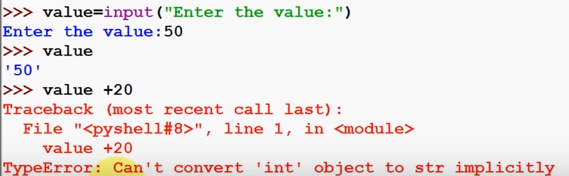 >>> value=input("Enter the value:")
Enter the value:50
>>> value
'50'
>>> value +20
Traceback (most recent call last):
  File "<pyshell#8>", line 1, in <module>
    value +20
TypeError: Can't convert 'int' object to str implicitly